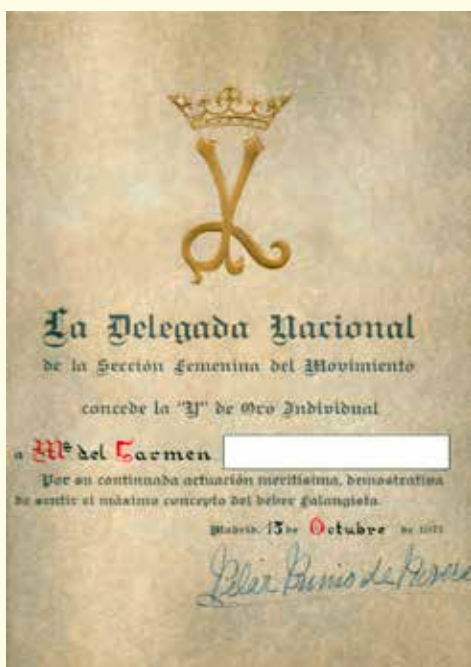 La Delegada Nacional
de la Sección Femenina del Movimiento
concede la "Y" de Oro Individual
a Mª del Carmen
Por su continuada actuación meritísima, demostrativa
de sentir el máximo concepto del deber falangista.
Madrid, 13 de Octubre de 1971
Pilar Primo de Rivera